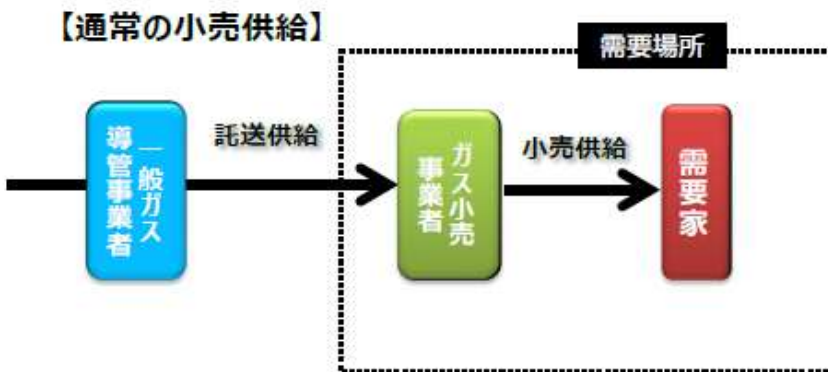 【通常の小売供給】
需要場所
一般ガス
導管事業者
託送供給
ガス小売
事業者
小売供給
需要家